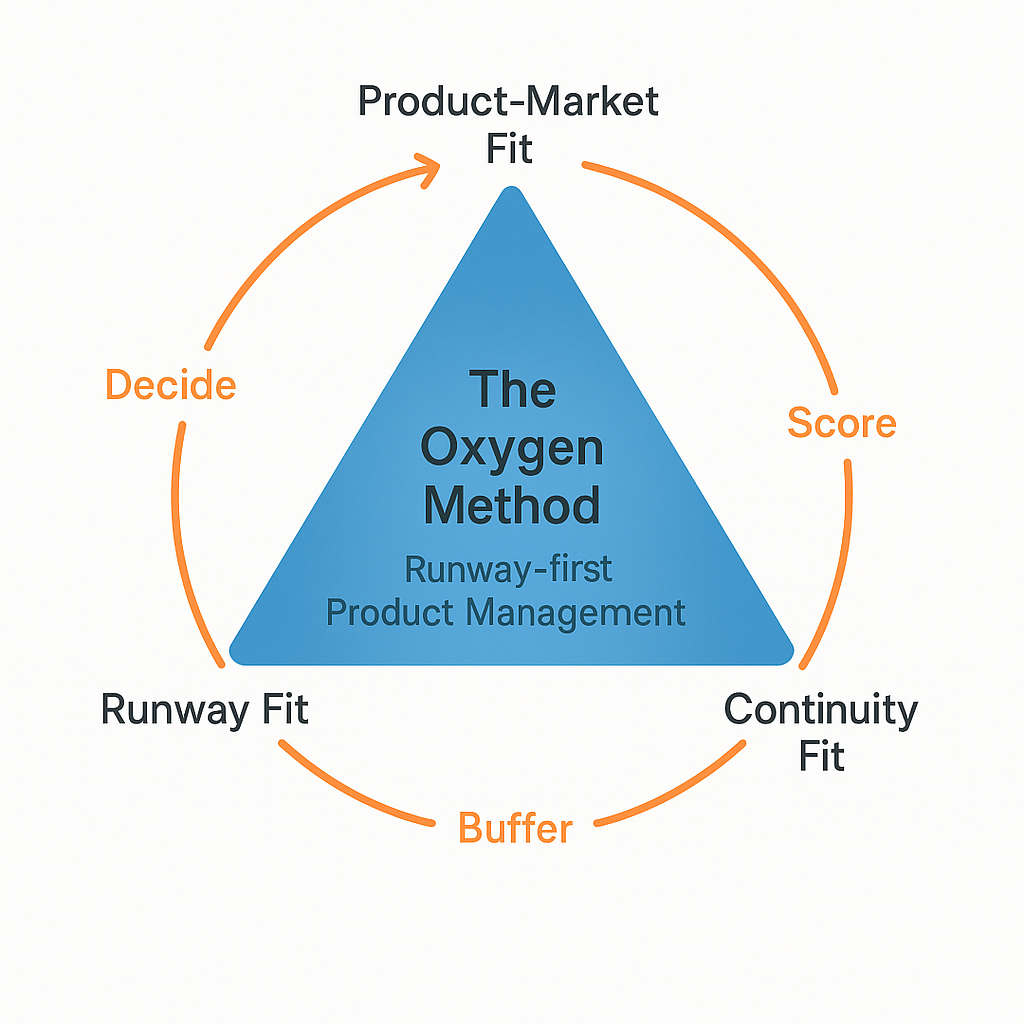 Product-Market
Fit
Decide
Score
The
Oxygen
Method
Runway-first
Product Management
Runway Fit
Continuity
Fit
Buffer